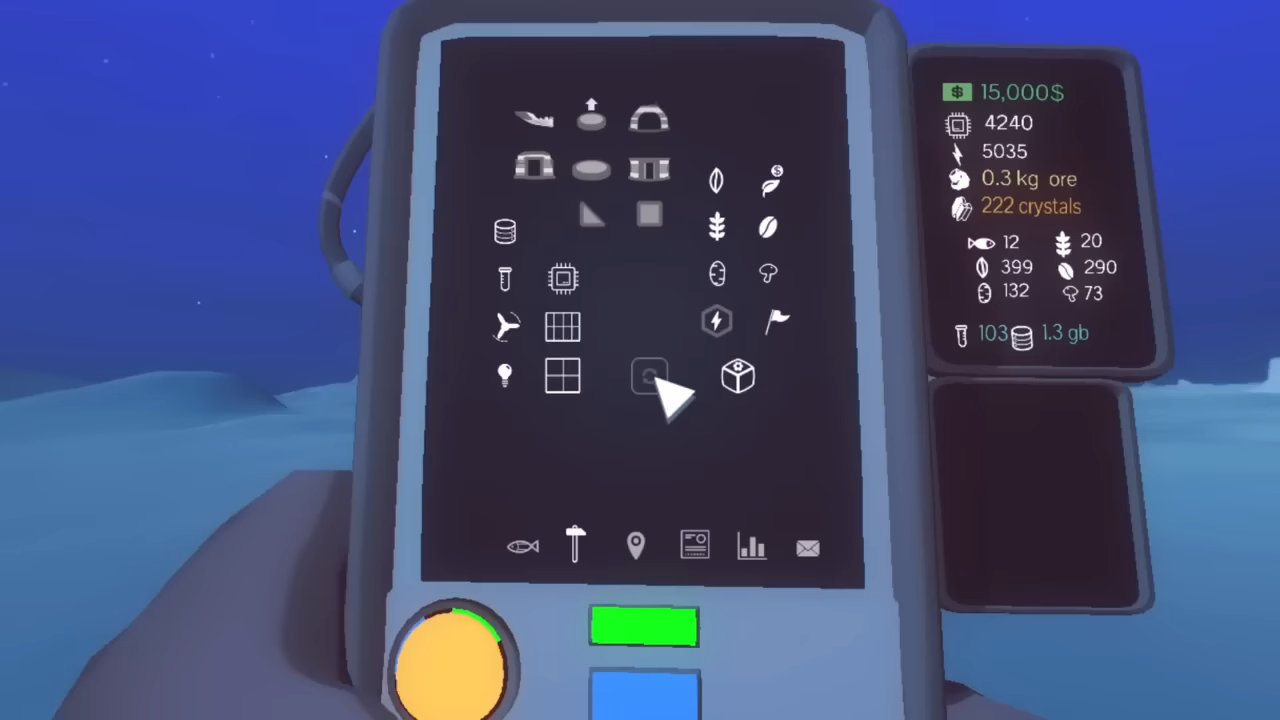 $ 15,000$
4240
5035
0.3 kg ore
222 crystals
12 20
399 290
132 73
103 1.3 gb
$